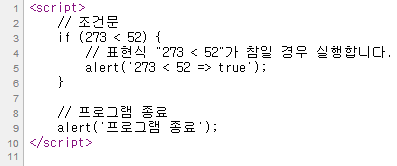 1 <script>
2 // 조건문
3 if (273 < 52) {
4 // 표현식 "273 < 52"가 참일 경우 실행합니다.
5 alert('273 < 52 => true');
6 }
7
8 // 프로그램 종료
9 alert('프로그램 종료');
10 </script>
11